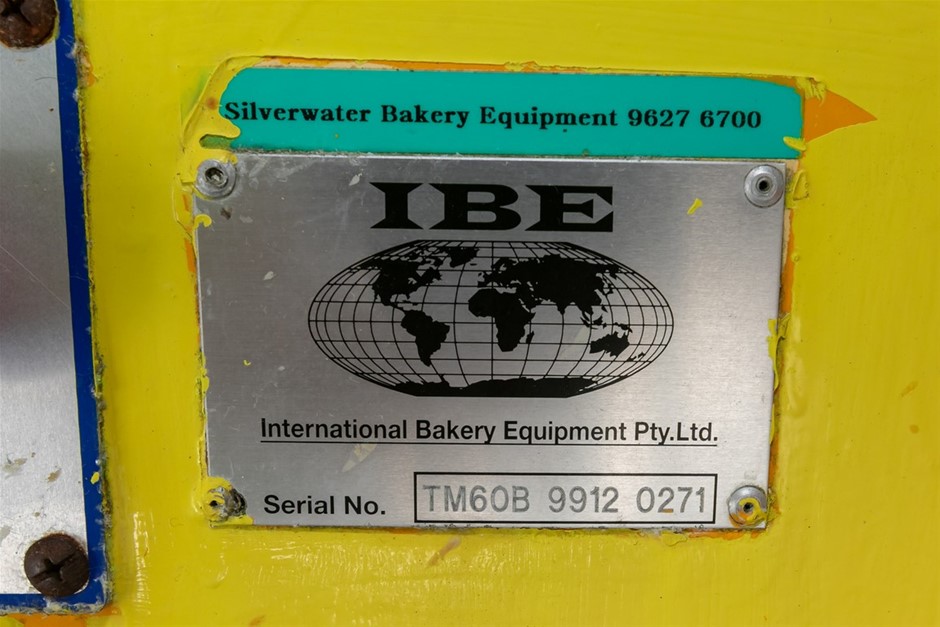 Silverwater Bakery Equipment 9627 6700
IBE
International Bakery Equipment Pty.Ltd.
Serial No. TM60B 9912 0271